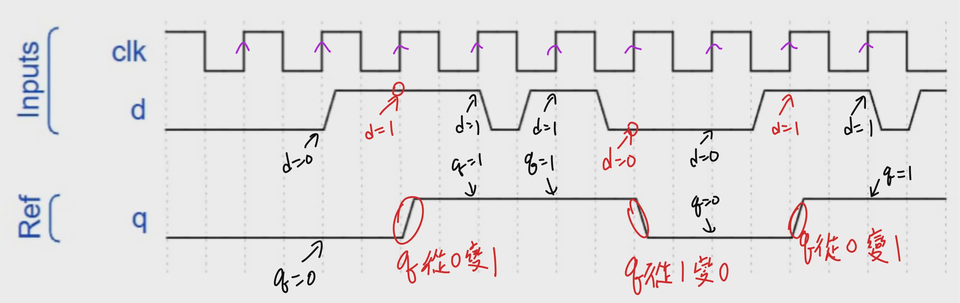 Inputs
clk
d
d=0
d=1
d=1
d=1
d=0
d=0
d=1
d=1
Ref
q
q=0
q=1
q=1
q=0
q=1
q從0變1
q從1變0
q從0變1